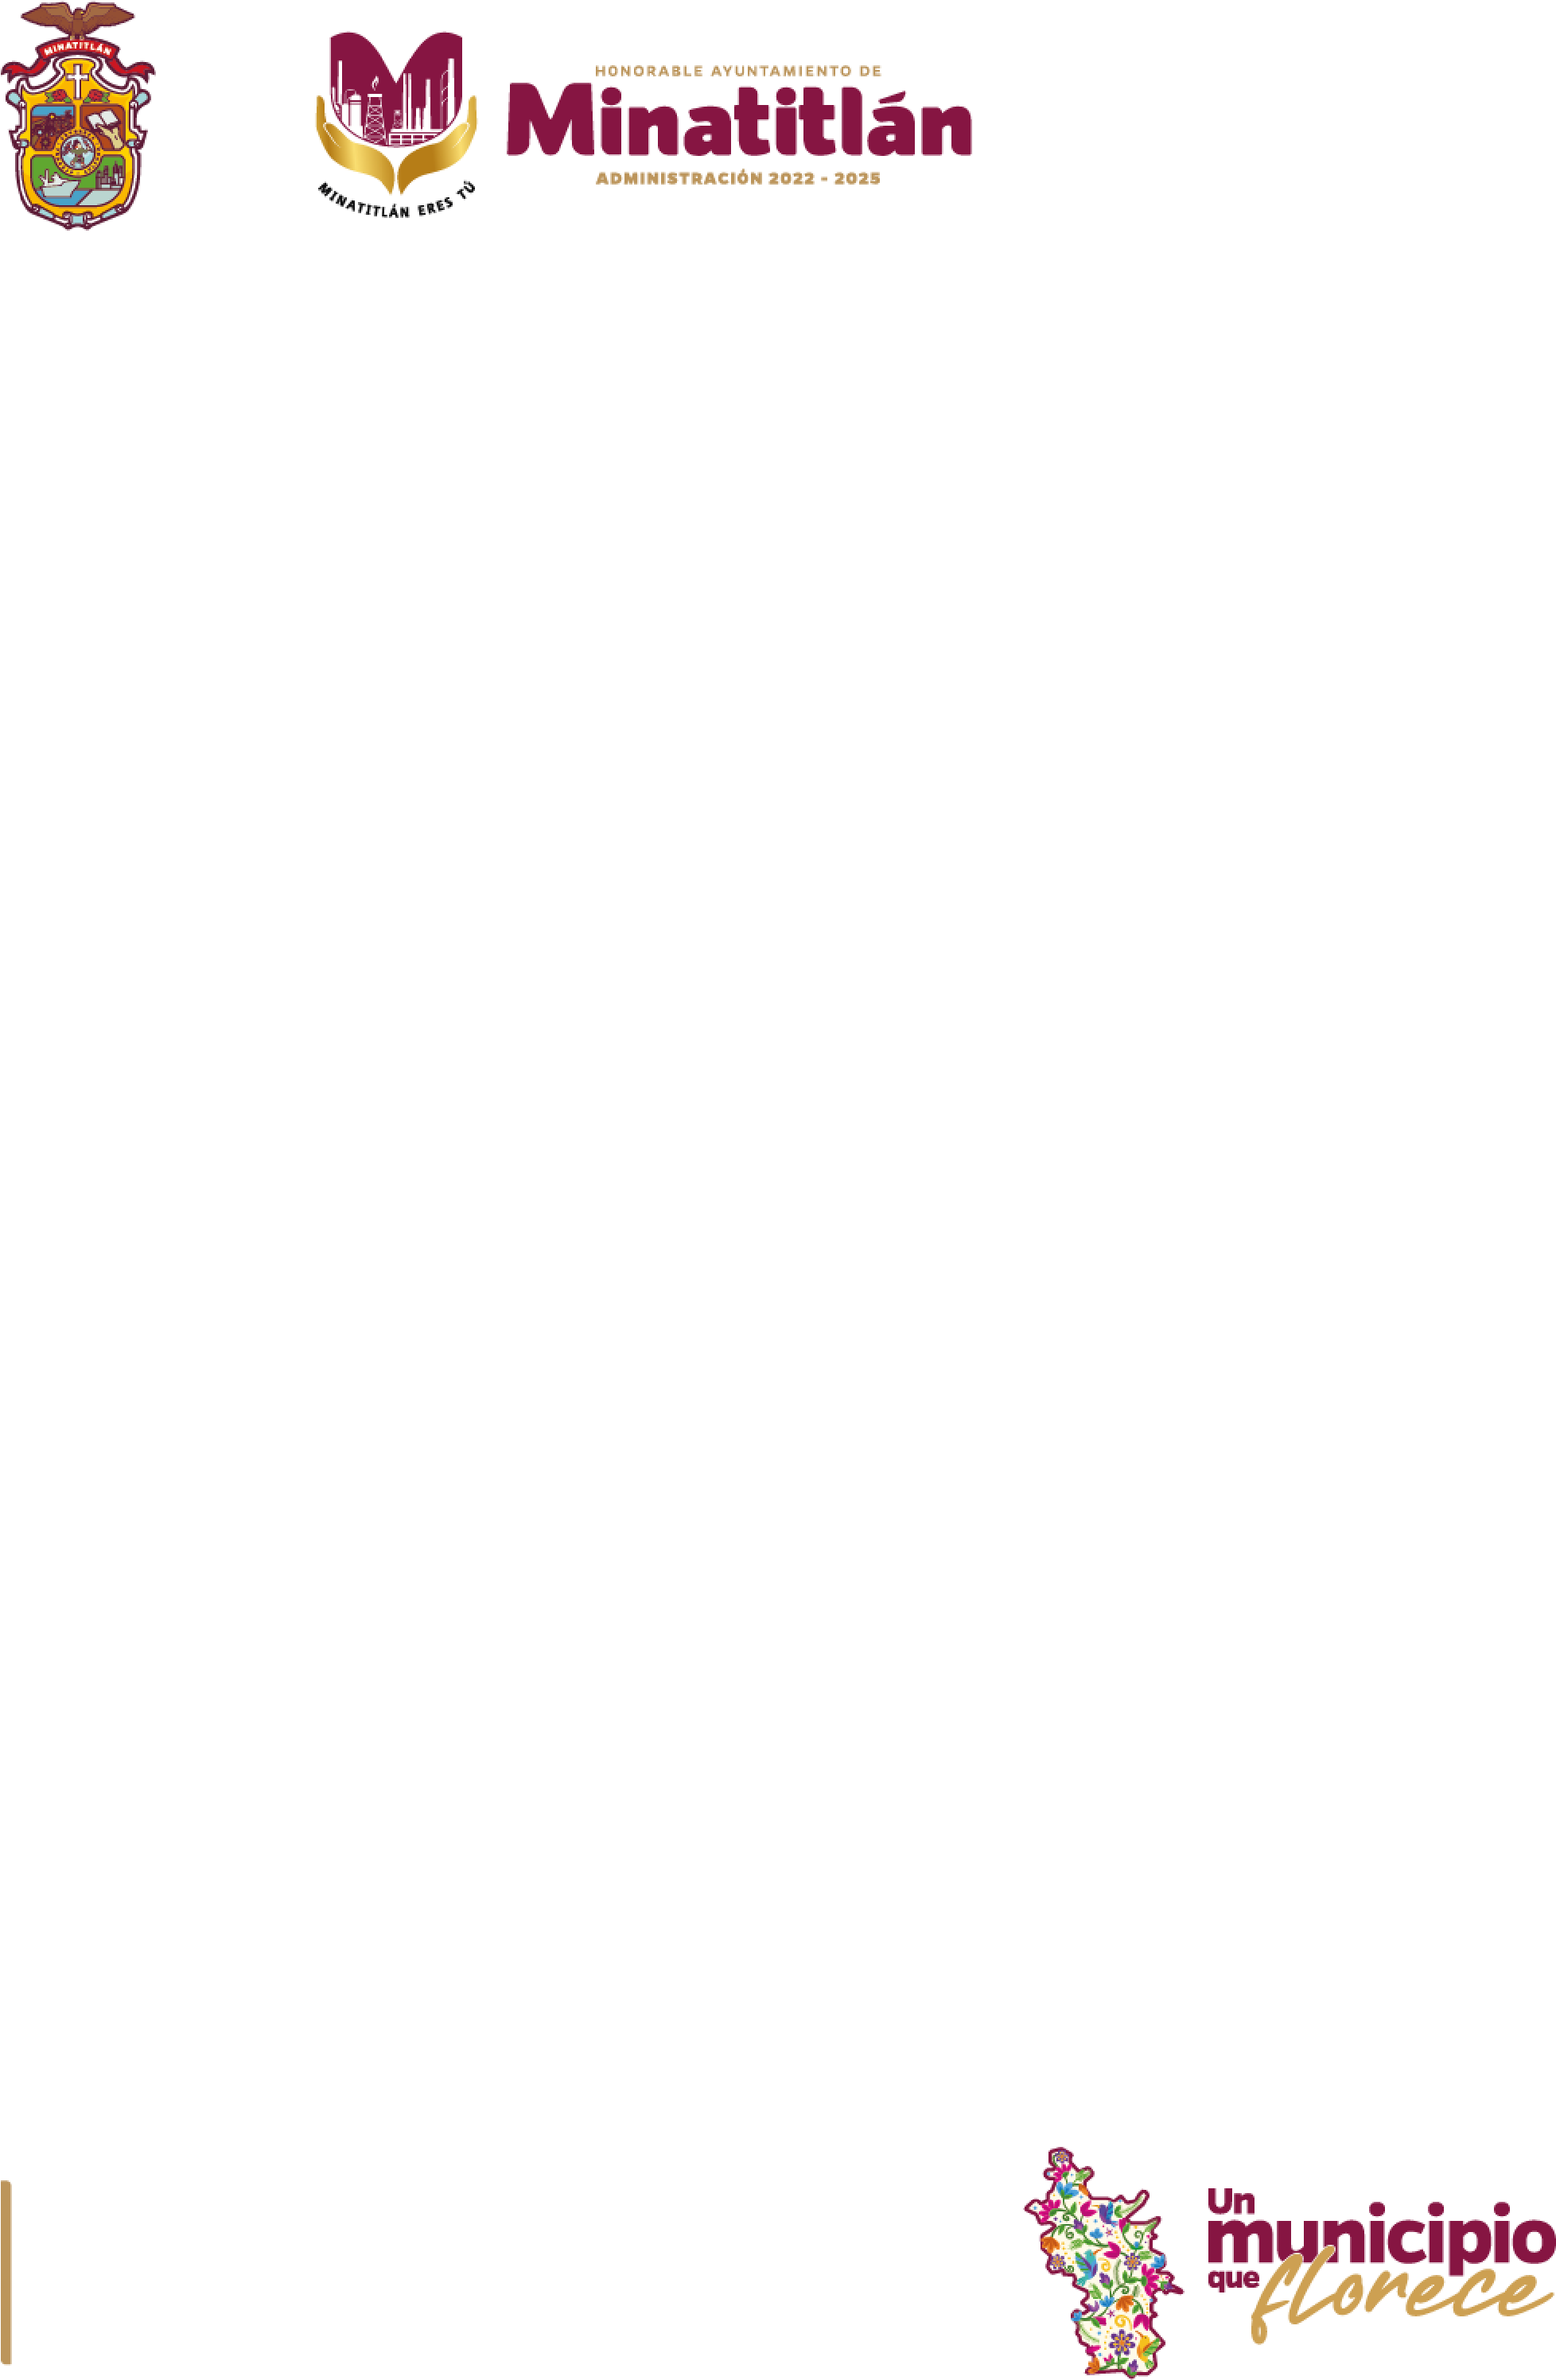 MINATITLÁN
MINATITLÁN ERES TÚ
HONORABLE AYUNTAMIENTO DE
Minatitlán
ADMINISTRACIÓN 2022 - 2025
Un
municipio
que florece